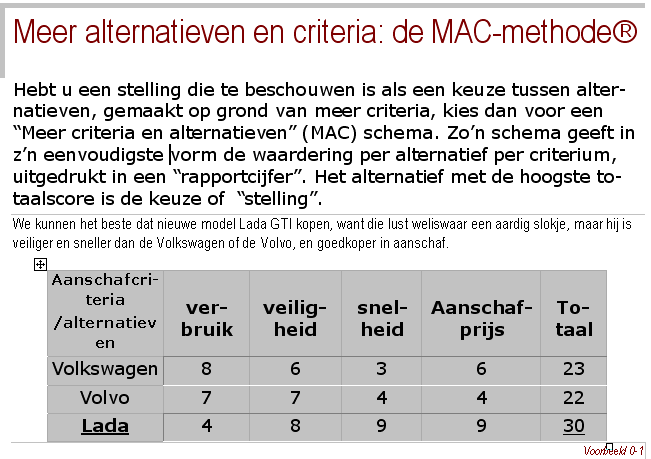 Meer alternatieven en criteria: de MAC-methode®
Hebt u een stelling die te beschouwen is als een keuze tussen alter-
natieven, gemaakt op grond van meer criteria, kies dan voor een
“Meer criteria en alternatieven” (MAC) schema. Zo’n schema geeft in
z’n eenvoudigste vorm de waardering per alternatief per criterium,
uitgedrukt in een “rapportcijfer”. Het alternatief met de hoogste to-
taalscore is de keuze of “stelling”.
We kunnen het beste dat nieuwe model Lada GTI kopen, want die lust weliswaar een aardig slokje, maar hij is
veiliger en sneller dan de Volkswagen of de Volvo, en goedkoper in aanschaf.
Aanschafcri-
teria
/alternatiev
en
ver-
bruik
veilig-
heid
snel-
heid
Aanschaf-
prijs
To-
taal
Volkswagen 8 6 3 6 23
Volvo 7 7 4 4 22
Lada 4 8 9 9 30
Voorbeeld 0-1